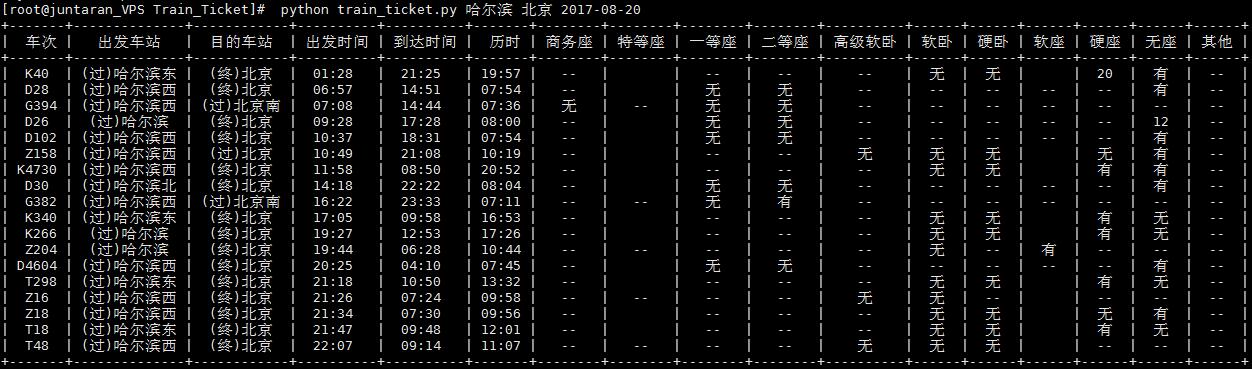 [root@juntaran_VPS Train_Ticket]#  python train_ticket.py 哈尔滨 北京 2017-08-20
| 车次 | 出发车站 | 目的车站 | 出发时间 | 到达时间 | 历时 | 商务座 | 特等座 | 一等座 | 二等座 | 高级软卧 | 软卧 | 硬卧 | 软座 | 硬座 | 无座 | 其他 |
| K40 | (过)哈尔滨东 | (终)北京 | 01:28 | 21:25 | 19:57 | -- | | -- | -- | -- | 无 | 无 | | 20 | 有 | -- |
| D28 | (过)哈尔滨西 | (终)北京 | 06:57 | 14:51 | 07:54 | -- | | 无 | 无 | -- | -- | -- | -- | -- | 有 | -- |
| G394 | (过)哈尔滨西 | (过)北京南 | 07:08 | 14:44 | 07:36 | 无 | -- | 无 | 无 | -- | -- | -- | -- | -- | -- | -- |
| D26 | (过)哈尔滨 | (终)北京 | 09:28 | 17:28 | 08:00 | -- | | 无 | 无 | -- | -- | -- | -- | -- | 12 | -- |
| D102 | (过)哈尔滨西 | (终)北京 | 10:37 | 18:31 | 07:54 | -- | | 无 | 无 | -- | -- | -- | -- | -- | 有 | -- |
| Z158 | (过)哈尔滨西 | (过)北京 | 10:49 | 21:08 | 10:19 | -- | | -- | -- | 无 | 无 | 无 | | 无 | 有 | -- |
| K4730 | (过)哈尔滨西 | (终)北京 | 11:58 | 08:50 | 20:52 | -- | | -- | -- | -- | 无 | 无 | | 有 | 有 | -- |
| D30 | (过)哈尔滨北 | (终)北京 | 14:18 | 22:22 | 08:04 | -- | | 无 | 无 | -- | -- | -- | -- | -- | 有 | -- |
| G382 | (过)哈尔滨西 | (过)北京南 | 16:22 | 23:33 | 07:11 | -- | -- | 无 | 有 | -- | -- | -- | -- | -- | -- | -- |
| K340 | (过)哈尔滨东 | (终)北京 | 17:05 | 09:58 | 16:53 | -- | | -- | -- | -- | 无 | 无 | | 有 | 无 | -- |
| K266 | (过)哈尔滨 | (终)北京 | 19:27 | 12:53 | 17:26 | -- | | -- | -- | -- | 无 | 无 | | 有 | 无 | -- |
| Z204 | (过)哈尔滨西 | (终)北京 | 19:44 | 06:28 | 10:44 | -- | -- | -- | -- | -- | 无 | -- | 有 | -- | -- | -- |
| D4604 | (过)哈尔滨西 | (终)北京 | 20:25 | 04:10 | 07:45 | -- | | 无 | 无 | -- | -- | -- | -- | -- | 有 | -- |
| T298 | (过)哈尔滨东 | (终)北京 | 21:18 | 10:50 | 13:32 | -- | | -- | -- | -- | 无 | 无 | | 有 | 无 | -- |
| Z16 | (过)哈尔滨西 | (终)北京 | 21:26 | 07:24 | 09:58 | -- | -- | -- | -- | 无 | 无 | -- | | -- | -- | -- |
| Z18 | (过)哈尔滨西 | (终)北京 | 21:34 | 07:30 | 09:56 | -- | | -- | -- | -- | 无 | 无 | | 无 | 有 | -- |
| T18 | (过)哈尔滨东 | (终)北京 | 21:47 | 09:48 | 12:01 | -- | | -- | -- | -- | 无 | 无 | | 有 | 无 | -- |
| T48 | (过)哈尔滨西 | (终)北京 | 22:07 | 09:14 | 11:07 | -- | -- | -- | -- | 无 | 无 | 无 | | -- | -- | -- |